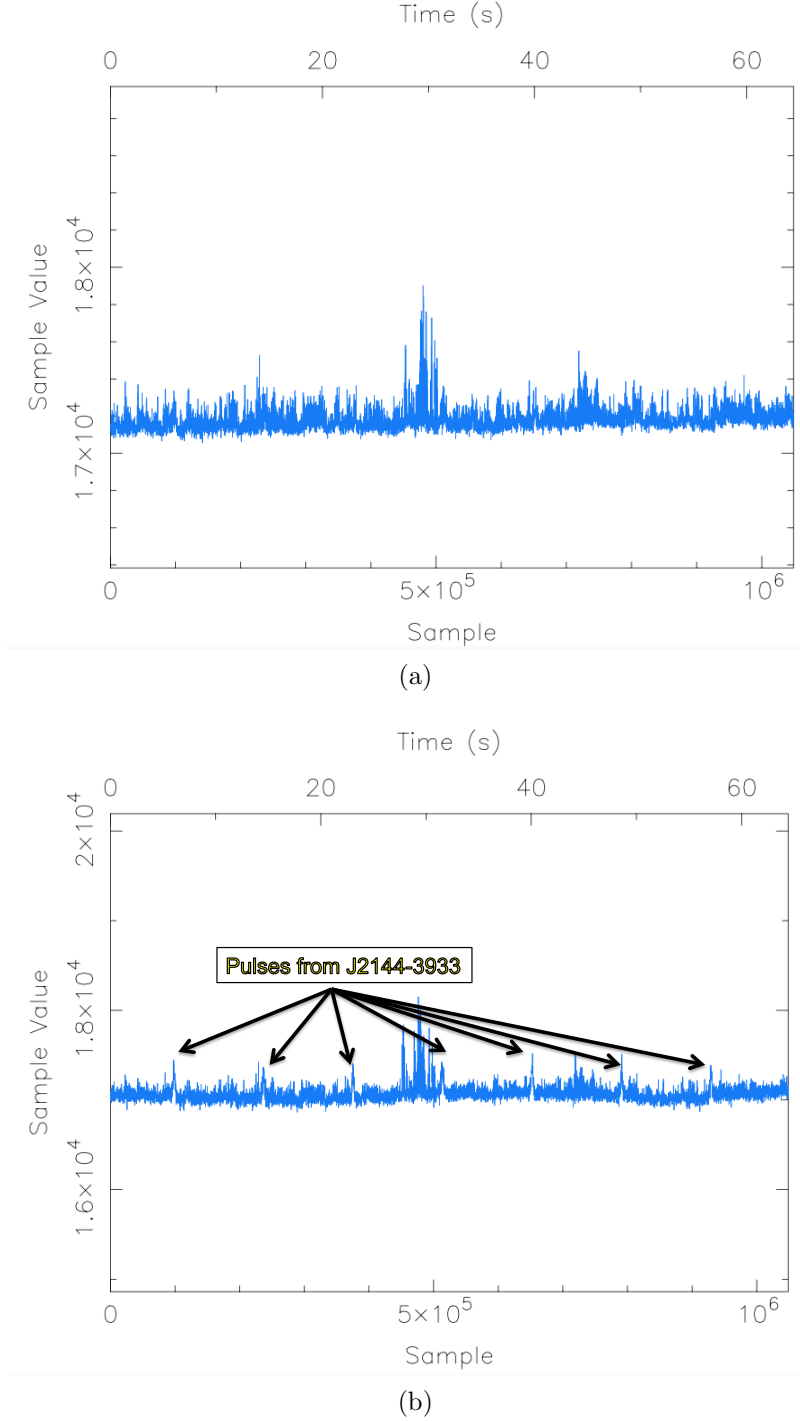 Time (s)
0 20 40 60
1.8×10⁴
1.7×10⁴
Sample Value
0 5×10⁵ 10⁶
Sample
(a)
Time (s)
0 20 40 60
2×10⁴
1.8×10⁴
1.6×10⁴
Sample Value
Pulses from J2144-3933
0 5×10⁵ 10⁶
Sample
(b)